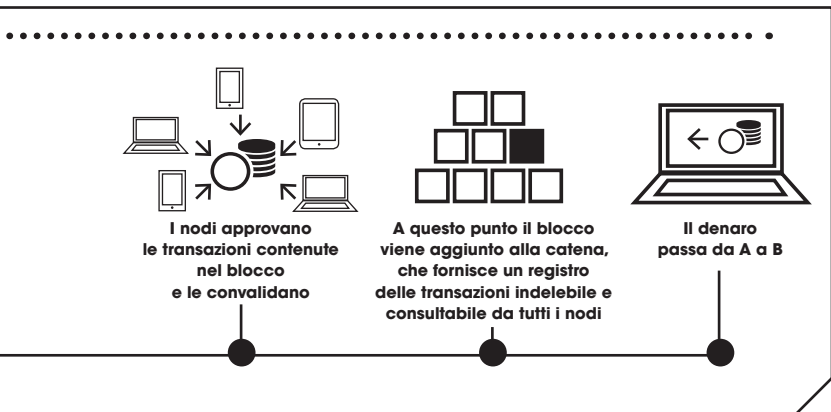 I nodi approvano
le transazioni contenute
nel blocco
e le convalidano
A questo punto il blocco
viene aggiunto alla catena,
che fornisce un registro
delle transazioni indelebile e
consultabile da tutti i nodi
Il denaro
passa da A a B